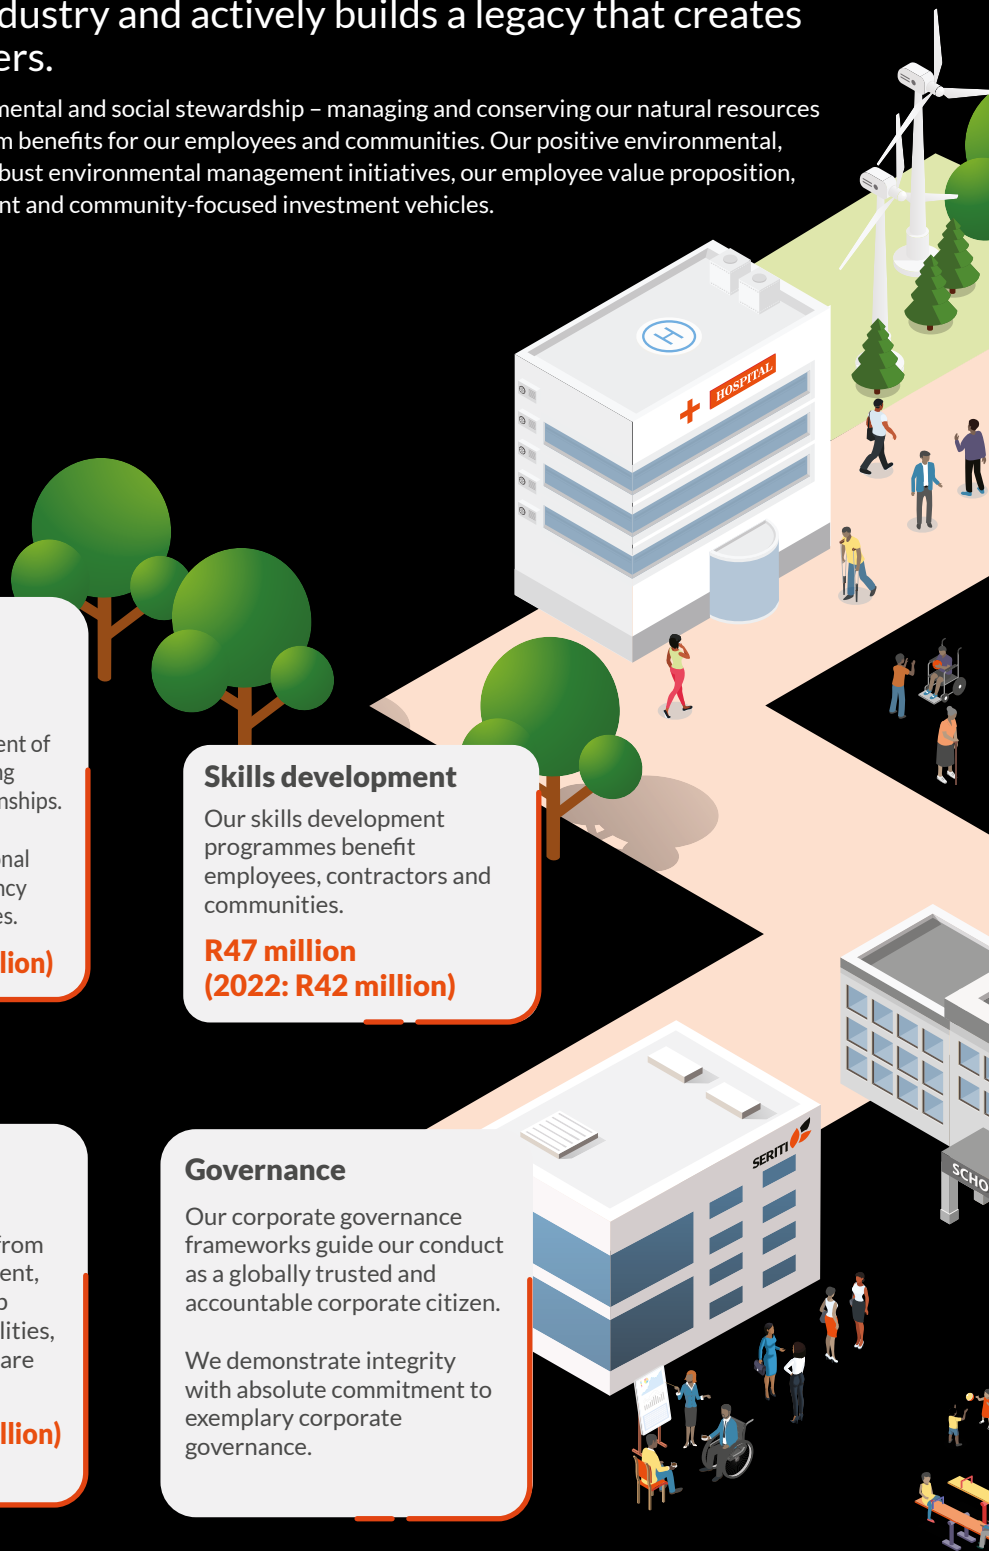 dustry and actively builds a legacy that creates
ers.
mental and social stewardship – managing and conserving our natural resources
m benefits for our employees and communities. Our positive environmental,
bust environmental management initiatives, our employee value proposition,
nt and community-focused investment vehicles.
H
HOSPITAL
ent of
ng
nships.
onal
ncy
es.
lion)
Skills development
Our skills development
programmes benefit
employees, contractors and
communities.
R47 million
(2022: R42 million)
SERITI
SCHO
from
ent,
p
lities,
are
llion)
Governance
Our corporate governance
frameworks guide our conduct
as a globally trusted and
accountable corporate citizen.
We demonstrate integrity
with absolute commitment to
exemplary corporate
governance.